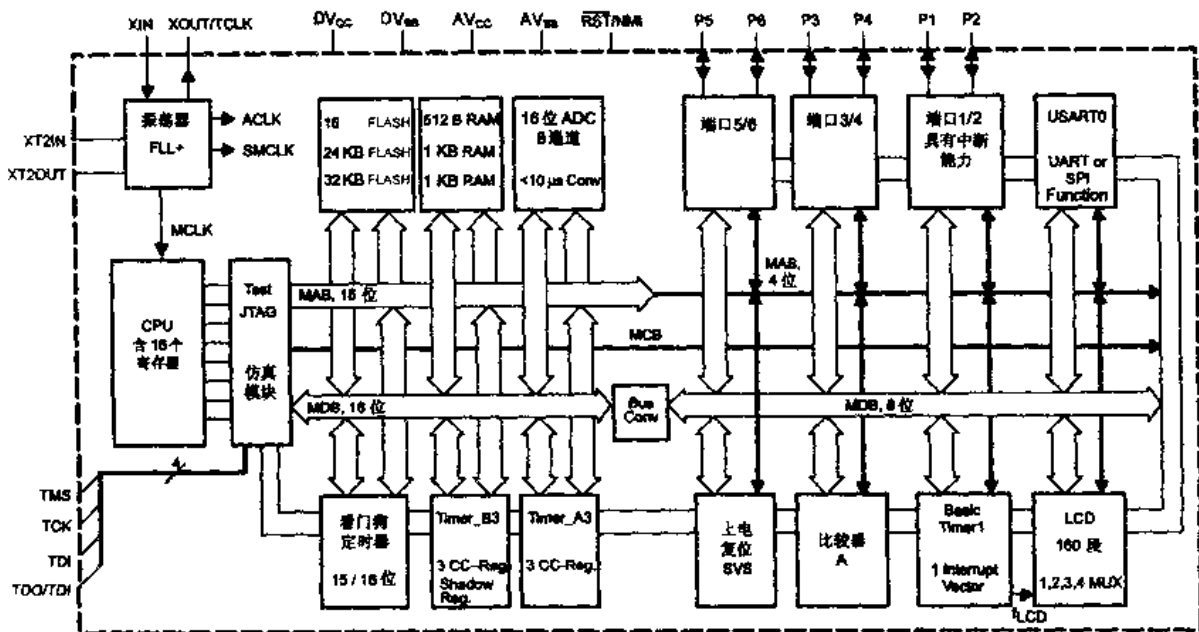 XIN
XOUT/TCLK
DVCC
DVSS
AVCC
AVSS
RST/NMI
P5
P6
P3
P4
P1
P2
振荡器
FLL+
ACLK
SMCLK
XT2IN
XT2OUT
MCLK
16 FLASH
24 KB FLASH
32 KB FLASH
512 B RAM
1 KB RAM
1 KB RAM
16 位 ADC
8 通道
<10 μs Conv
端口5/6
端口3/4
端口1/2
具有中断
能力
USART0
UART or
SPI
Function
CPU
含 16个
寄存器
Test
JTAG
仿真
模块
MAB, 16 位
MAB,
4 位
MCB
MDB, 16 位
Bus
Conv
MDB, 8 位
4
TMS
TCK
TDI
TDO/TDI
看门狗
定时器
15 / 16 位
Timer_B3
3 CC-Reg.
Shadow
Reg.
Timer_A3
3 CC-Reg.
上电
复位
SVS
比较器
A
Basic
Timer1
1 Interrupt
Vector
LCD
160 段
1,2,3,4 MUX
fLCD